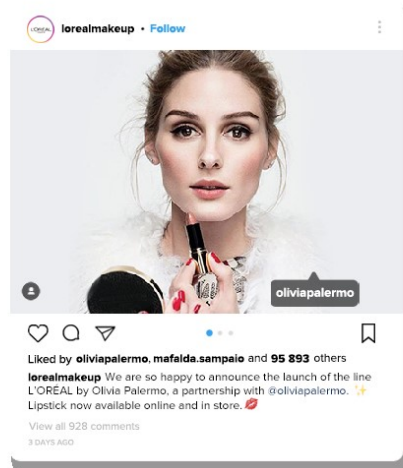 L'ORÉAL
lorealmakeup • Follow
oliviapalermo
Liked by oliviapalermo, mafalda.sampaio and 95 893 others
lorealmakeup We are so happy to announce the launch of the line
L'ORÉAL by Olivia Palermo, a partnership with @oliviapalermo. ✨
Lipstick now available online and in store. 💋
View all 928 comments
3 DAYS AGO